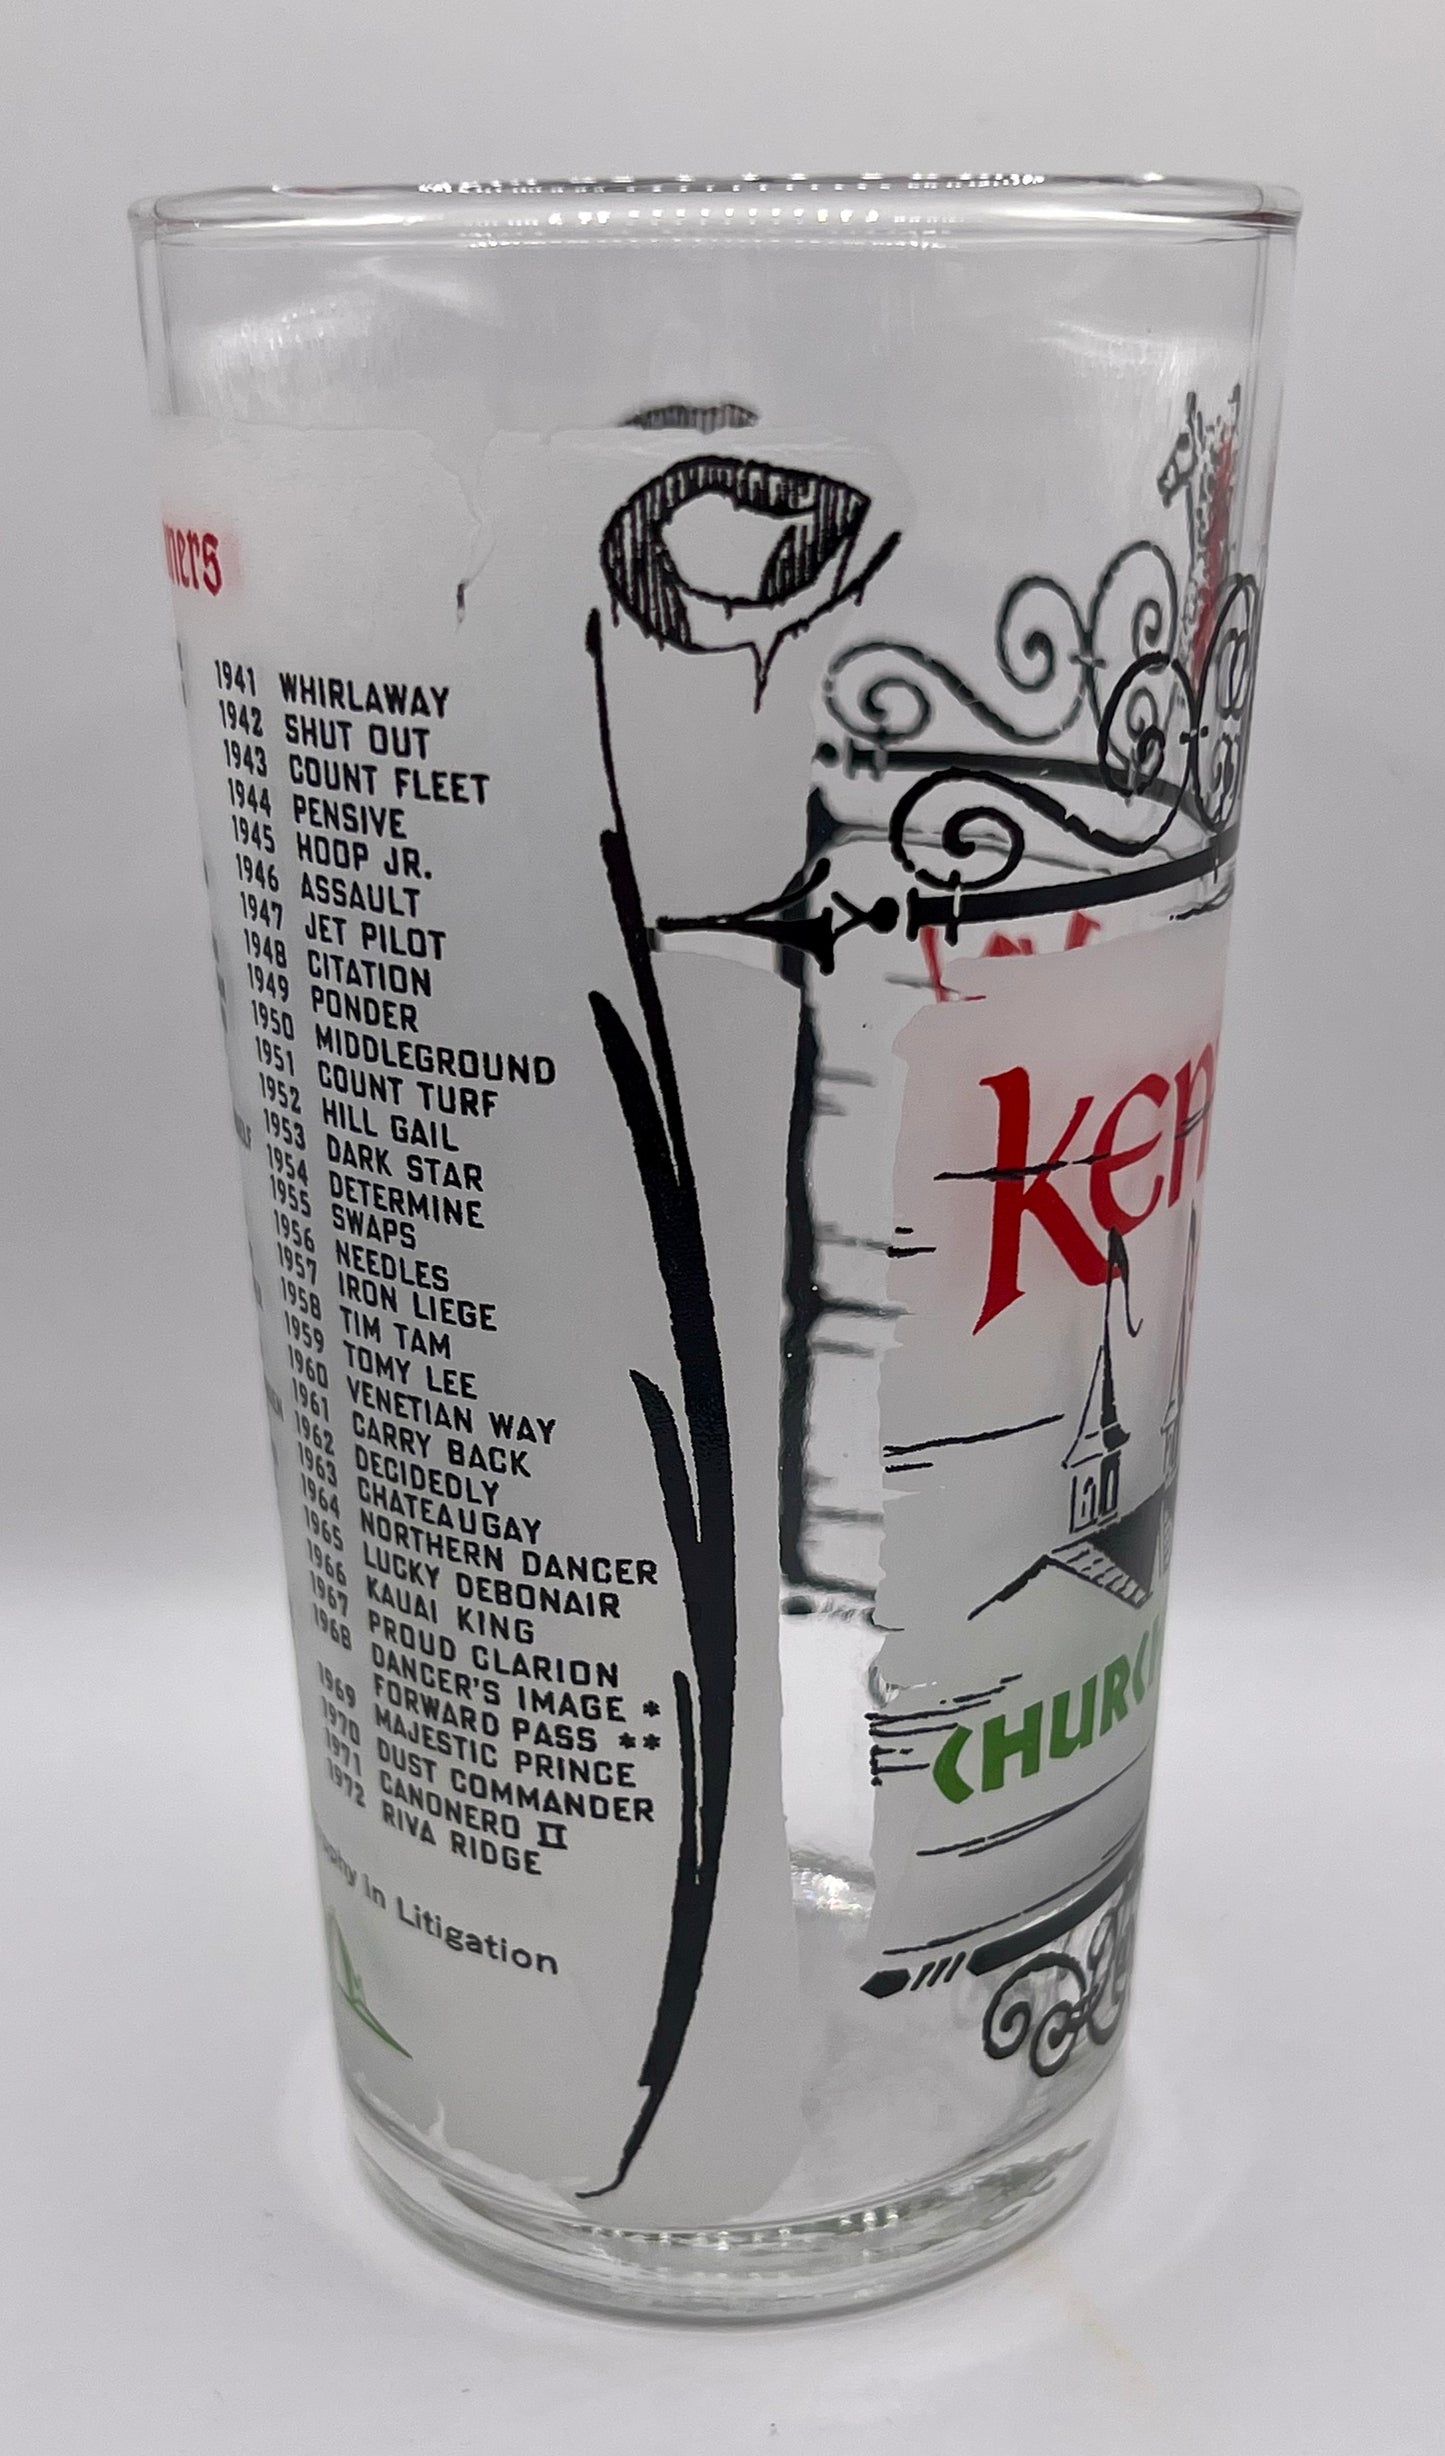 ners
1941 WHIRLAWAY
1942 SHUT OUT
1943 COUNT FLEET
1944 PENSIVE
1945 HOOP JR.
1946 ASSAULT
1947 JET PILOT
1948 CITATION
1949 PONDER
1950 MIDDLEGROUND
1951 COUNT TURF
1952 HILL GAIL
1953 DARK STAR
1954 DETERMINE
1955 SWAPS
1956 NEEDLES
1957 IRON LIEGE
1958 TIM TAM
1959 TOMY LEE
1960 VENETIAN WAY
1961 CARRY BACK
1962 DECIDEDLY
1963 CHATEAUGAY
1964 NORTHERN DANCER
1965 LUCKY DEBONAIR
1966 KAUAI KING
1967 PROUD CLARION
1968 DANCER'S IMAGE *
FORWARD PASS **
1969 MAJESTIC PRINCE
1970 DUST COMMANDER
1971 CANONERO II
1972 RIVA RIDGE
phy in Litigation
Ken
CHURCH